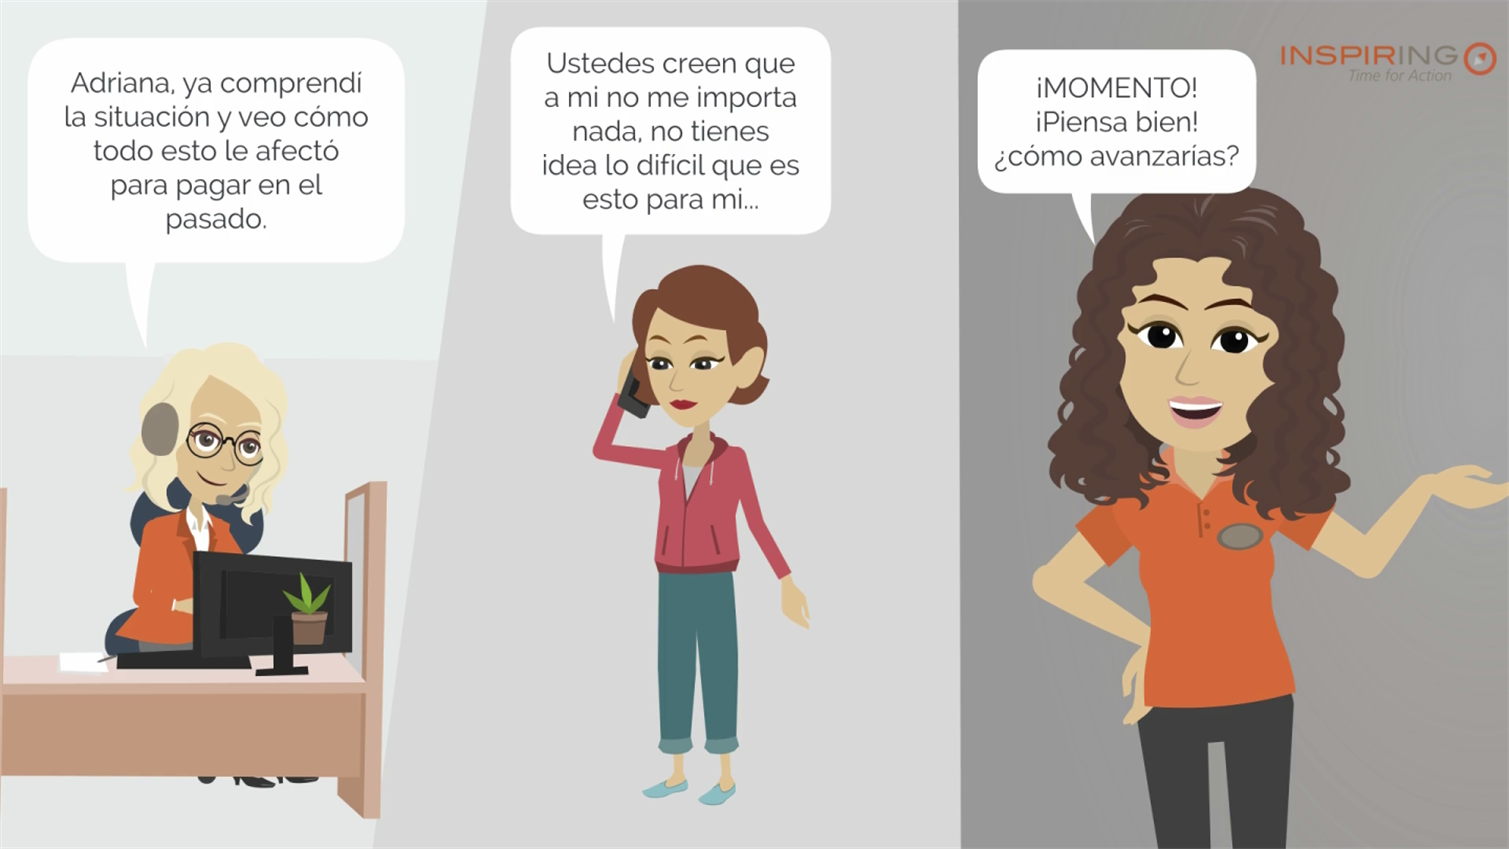 Adriana, ya comprendí
la situación y veo cómo
todo esto le afectó
para pagar en el
pasado.
Ustedes creen que
a mi no me importa
nada, no tienes
idea lo difícil que es
esto para mi...
¡MOMENTO!
¡Piensa bien!
¿cómo avanzarías?
INSPIRING
Time for Action